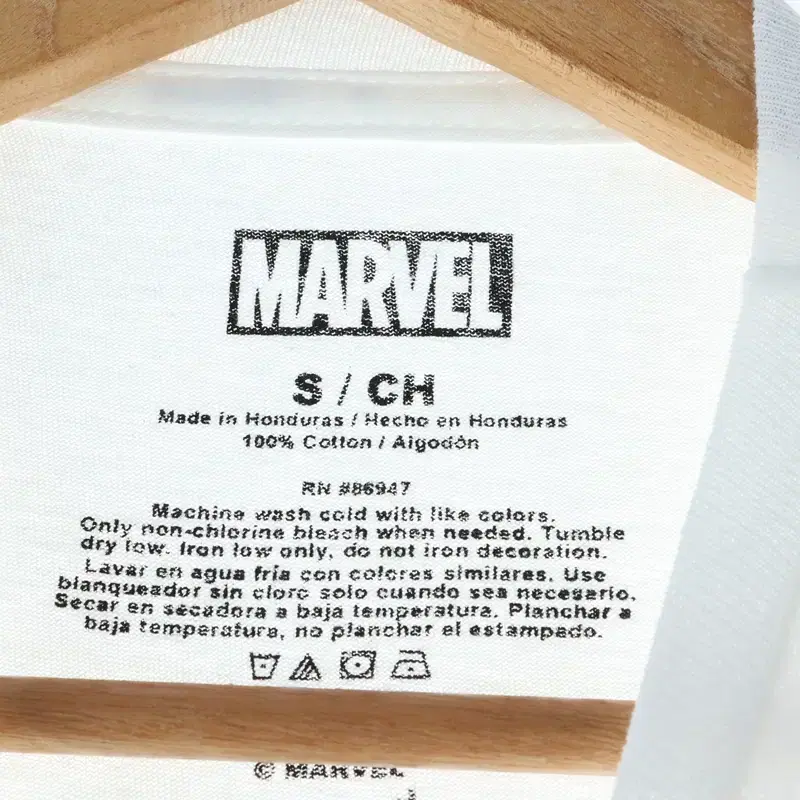 MARVEL
S / CH
Made in Honduras / Hecho en Honduras
100% Cotton / Algodón
RN #86947
Machine wash cold with like colors.
Only non-chlorine bleach when needed. Tumble
dry low. Iron low only, do not iron decoration.
Lavar en agua fria con colores similares. Use
blanqueador sin cloro solo cuando sea necesario.
Secar en secadora a baja temperatura. Planchar a
baja temperatura, no planchar el estampado.
© MARVEL